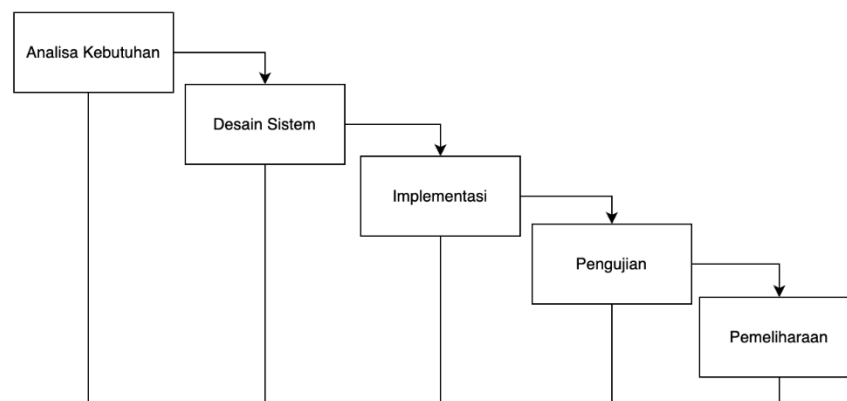 Analisa Kebutuhan
Desain Sistem
Implementasi
Pengujian
Pemeliharaan